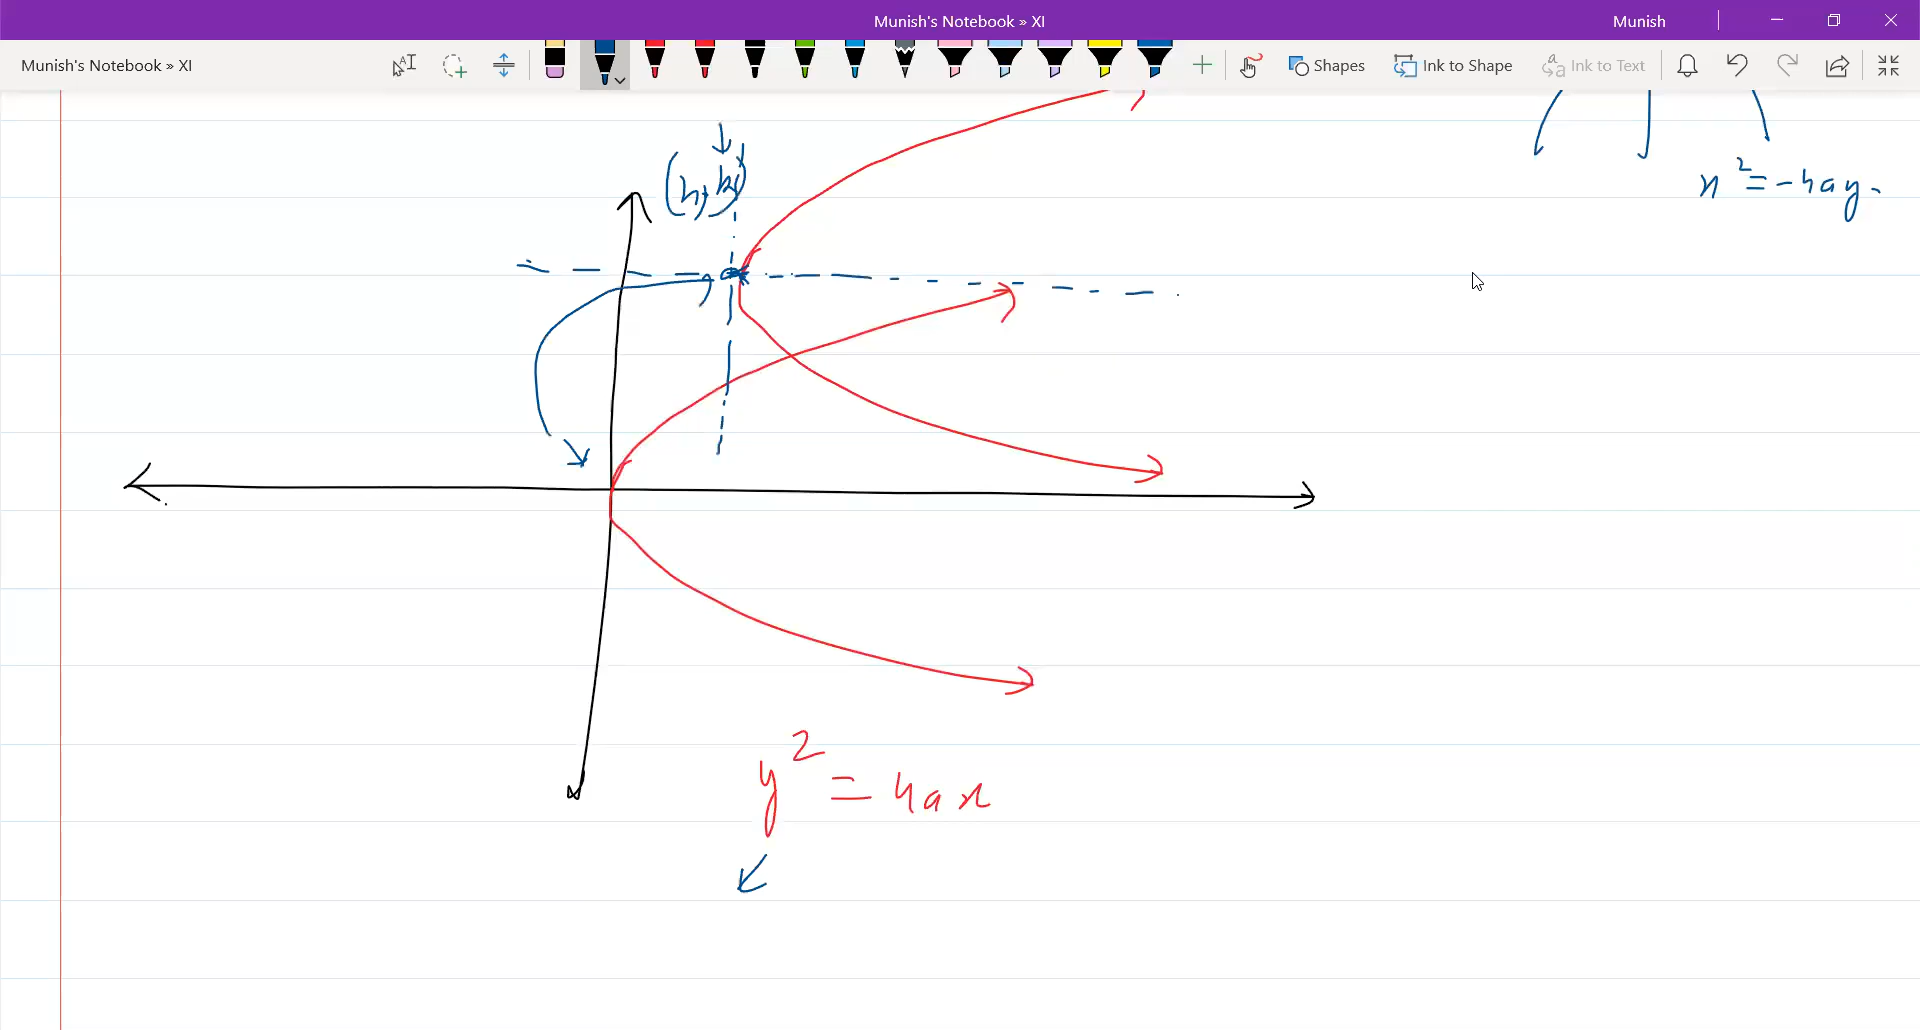 Munish's Notebook » XI
Munish
Munish's Notebook » XI
Shapes
Ink to Shape
Ink to Text
(h, k)
x² = -4ay
y² = 4ax